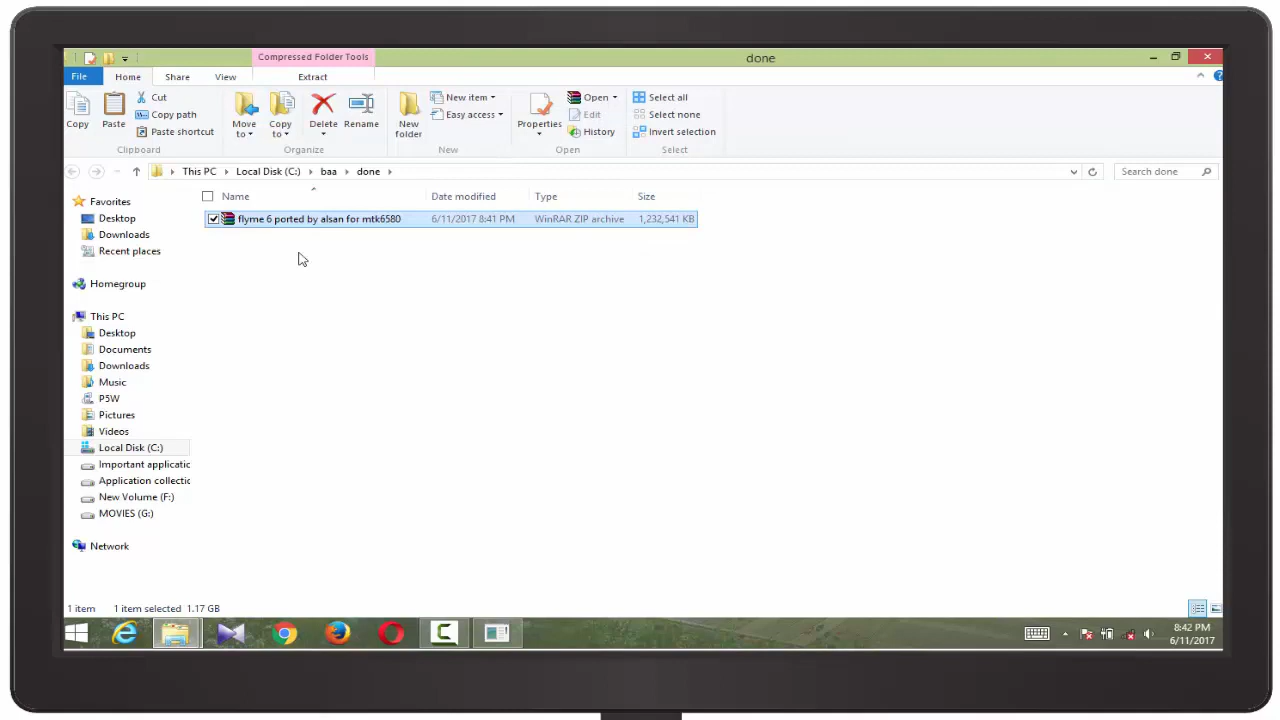 Compressed Folder Tools
done
File
Home
Share
View
Extract
Copy
Paste
Cut
Copy path
Paste shortcut
Clipboard
Move to
Copy to
Delete
Rename
Organize
New folder
New item
Easy access
New
Properties
Open
Edit
History
Open
Select all
Select none
Invert selection
Select
This PC
Local Disk (C:)
baa
done
Search done
Name
Date modified
Type
Size
flyme 6 ported by alsan for mtk6580
6/11/2017 8:41 PM
WinRAR ZIP archive
1,232,541 KB
Favorites
Desktop
Downloads
Recent places
Homegroup
This PC
Desktop
Documents
Downloads
Music
P5W
Pictures
Videos
Local Disk (C:)
Important applicatic
Application collectic
New Volume (F:)
MOVIES (G:)
Network
1 item
1 item selected 1.17 GB
8:42 PM
6/11/2017